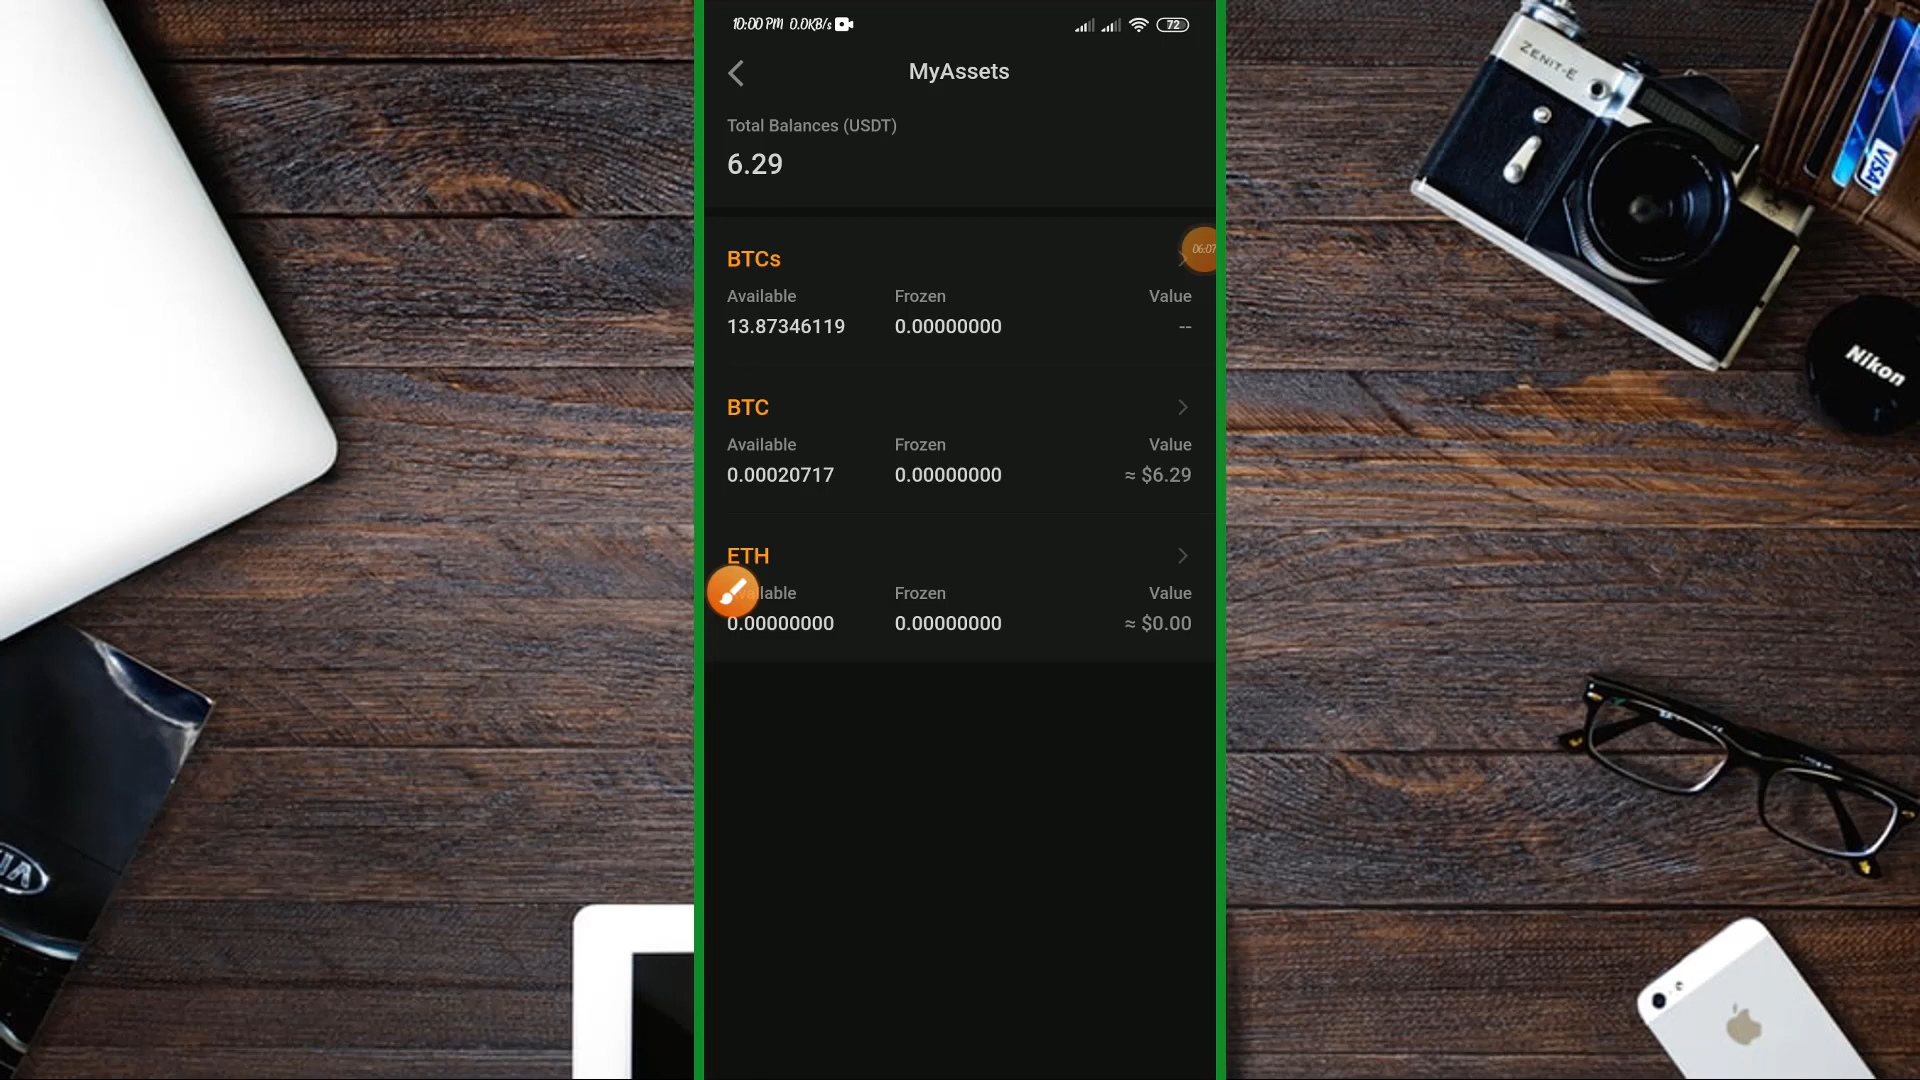 10:00 PM 0.0KB/s
72
MyAssets
Total Balances (USDT)
6.29
BTCs
06:07
Available Frozen Value
13.87346119 0.00000000 --
BTC
Available Frozen Value
0.00020717 0.00000000 ≈ $6.29
ETH
Frozen Value
0.00000000 0.00000000 ≈ $0.00
ZENIT-E
VISA
Nikon